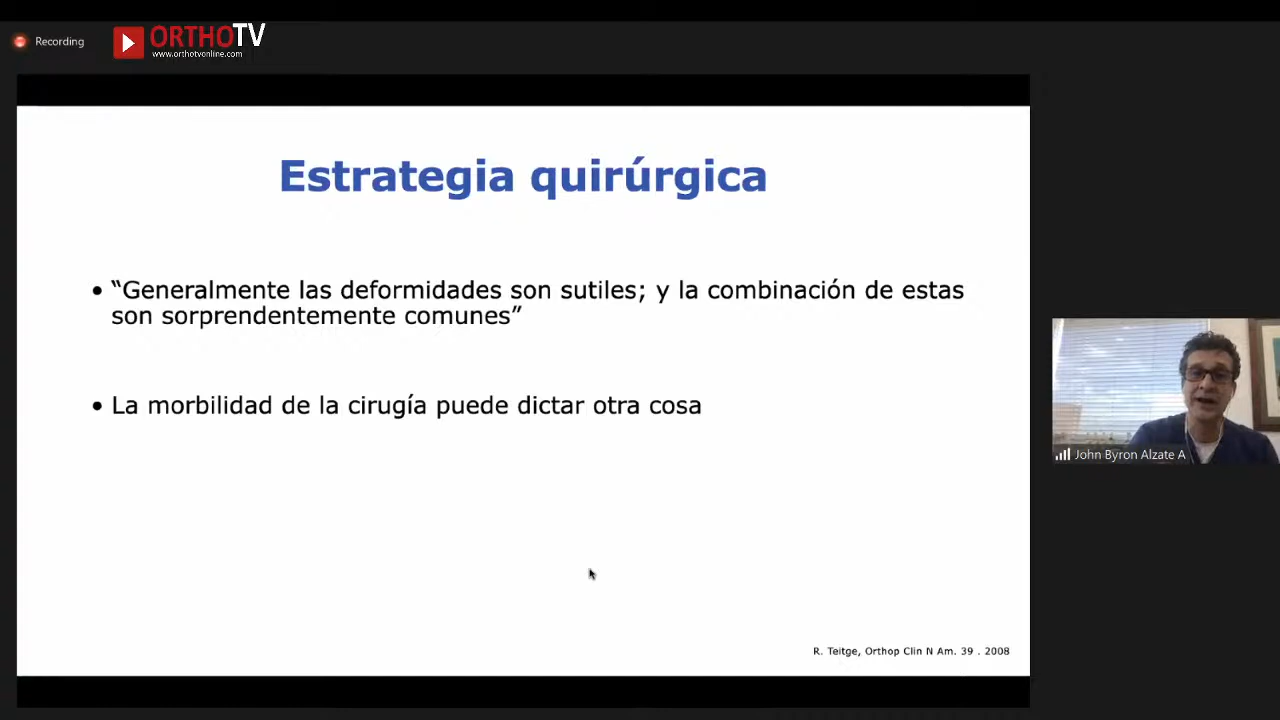 Recording
ORTHOTV
www.orthotvonline.com
Estrategia quirúrgica
• “Generalmente las deformidades son sutiles; y la combinación de estas
son sorprendentemente comunes”
• La morbilidad de la cirugía puede dictar otra cosa
John Byron Alzate A
R. Teitge, Orthop Clin N Am. 39 . 2008